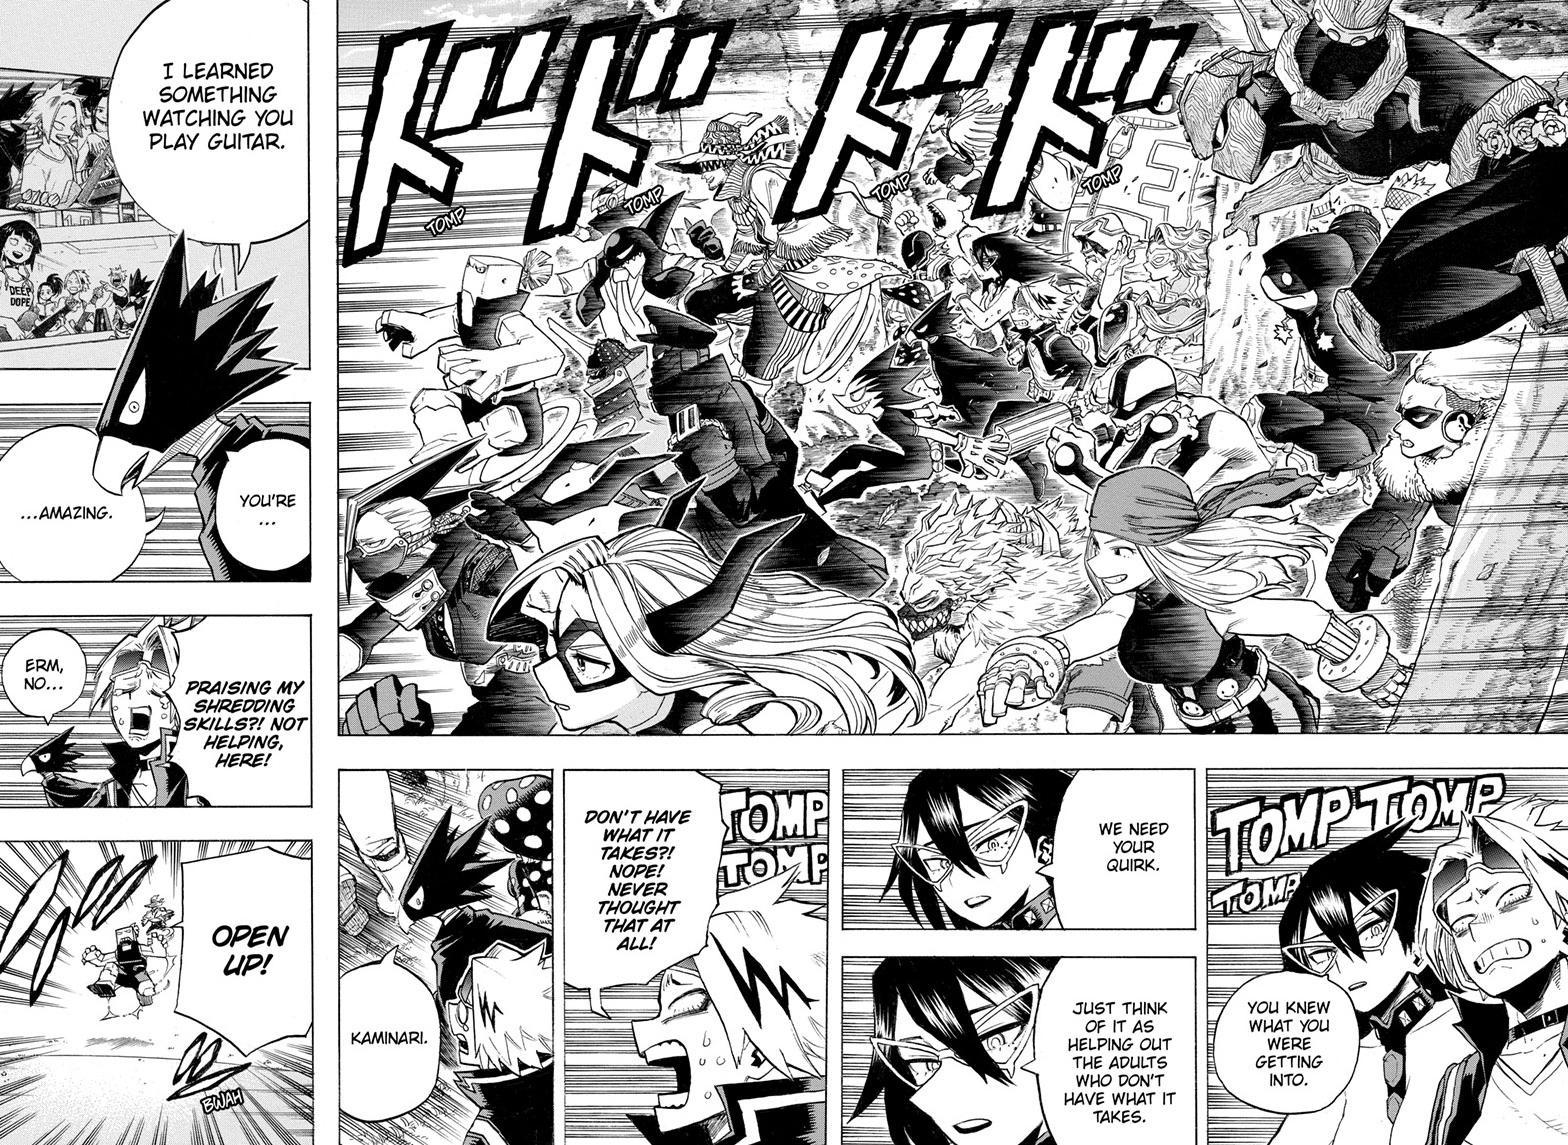 ドドドド
TOMP
TOMP
TOMP
TOMP
TOMP TOMP
TOMP
YOU KNEW
WHAT YOU
WERE
GETTING
INTO.
WE NEED
YOUR
QUIRK.
JUST THINK
OF IT AS
HELPING OUT
THE ADULTS
WHO DON'T
HAVE WHAT IT
TAKES.
TOMP
TOMP
DON'T HAVE
WHAT IT
TAKES?!
NOPE!
NEVER
THOUGHT
THAT AT
ALL!
KAMINARI.
I LEARNED
SOMETHING
WATCHING YOU
PLAY GUITAR.
DEEP
DOPE
YOU'RE
...
...AMAZING.
PRAISING MY
SHREDDING
SKILLS?! NOT
HELPING,
HERE!
ERM,
NO...
OPEN
UP!
BWAH